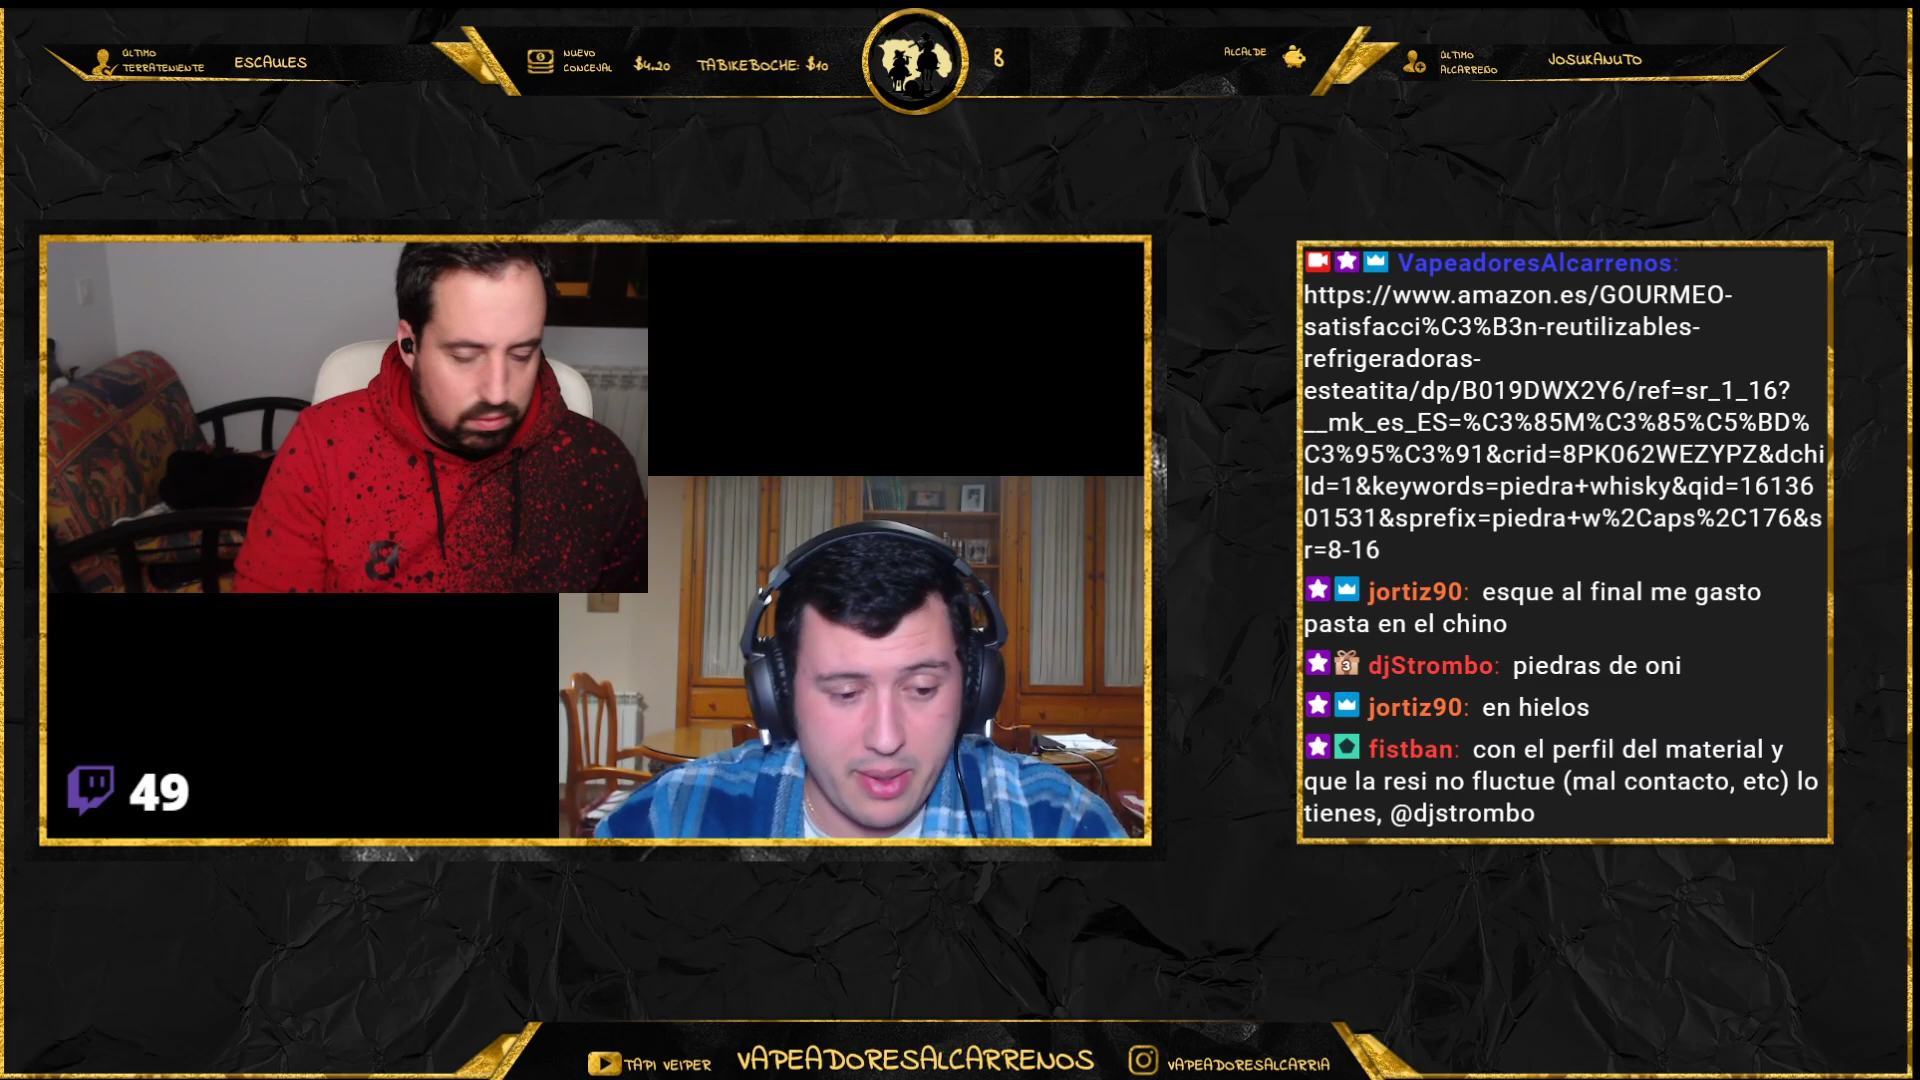 ÚLTIMO
TERRATENIENTE
ESCAULES
NUEVO
CONCEJAL
$4.20
TABIKEBOCHE: $10
ALCALDE
ÚLTIMO
ALCARREÑO
JOSUKANUTO
VapeadoresAlcarrenos:
https://www.amazon.es/GOURMEO-
satisfacci%C3%B3n-reutilizables-
refrigeradoras-
esteatita/dp/B019DWX2Y6/ref=sr_1_16?
__mk_es_ES=%C3%85M%C3%85%C5%BD%
C3%95%C3%91&crid=8PK062WEZYPZ&dchi
ld=1&keywords=piedra+whisky&qid=16136
01531&sprefix=piedra+w%2Caps%2C176&s
r=8-16
jortiz90: esque al final me gasto
pasta en el chino
3 djStrombo: piedras de oni
jortiz90: en hielos
fistban: con el perfil del material y
que la resi no fluctue (mal contacto, etc) lo
tienes, @djstrombo
8
49
TAPI VEIPER
VAPEADORESALCARRENOS
VAPEADORESALCARRIA